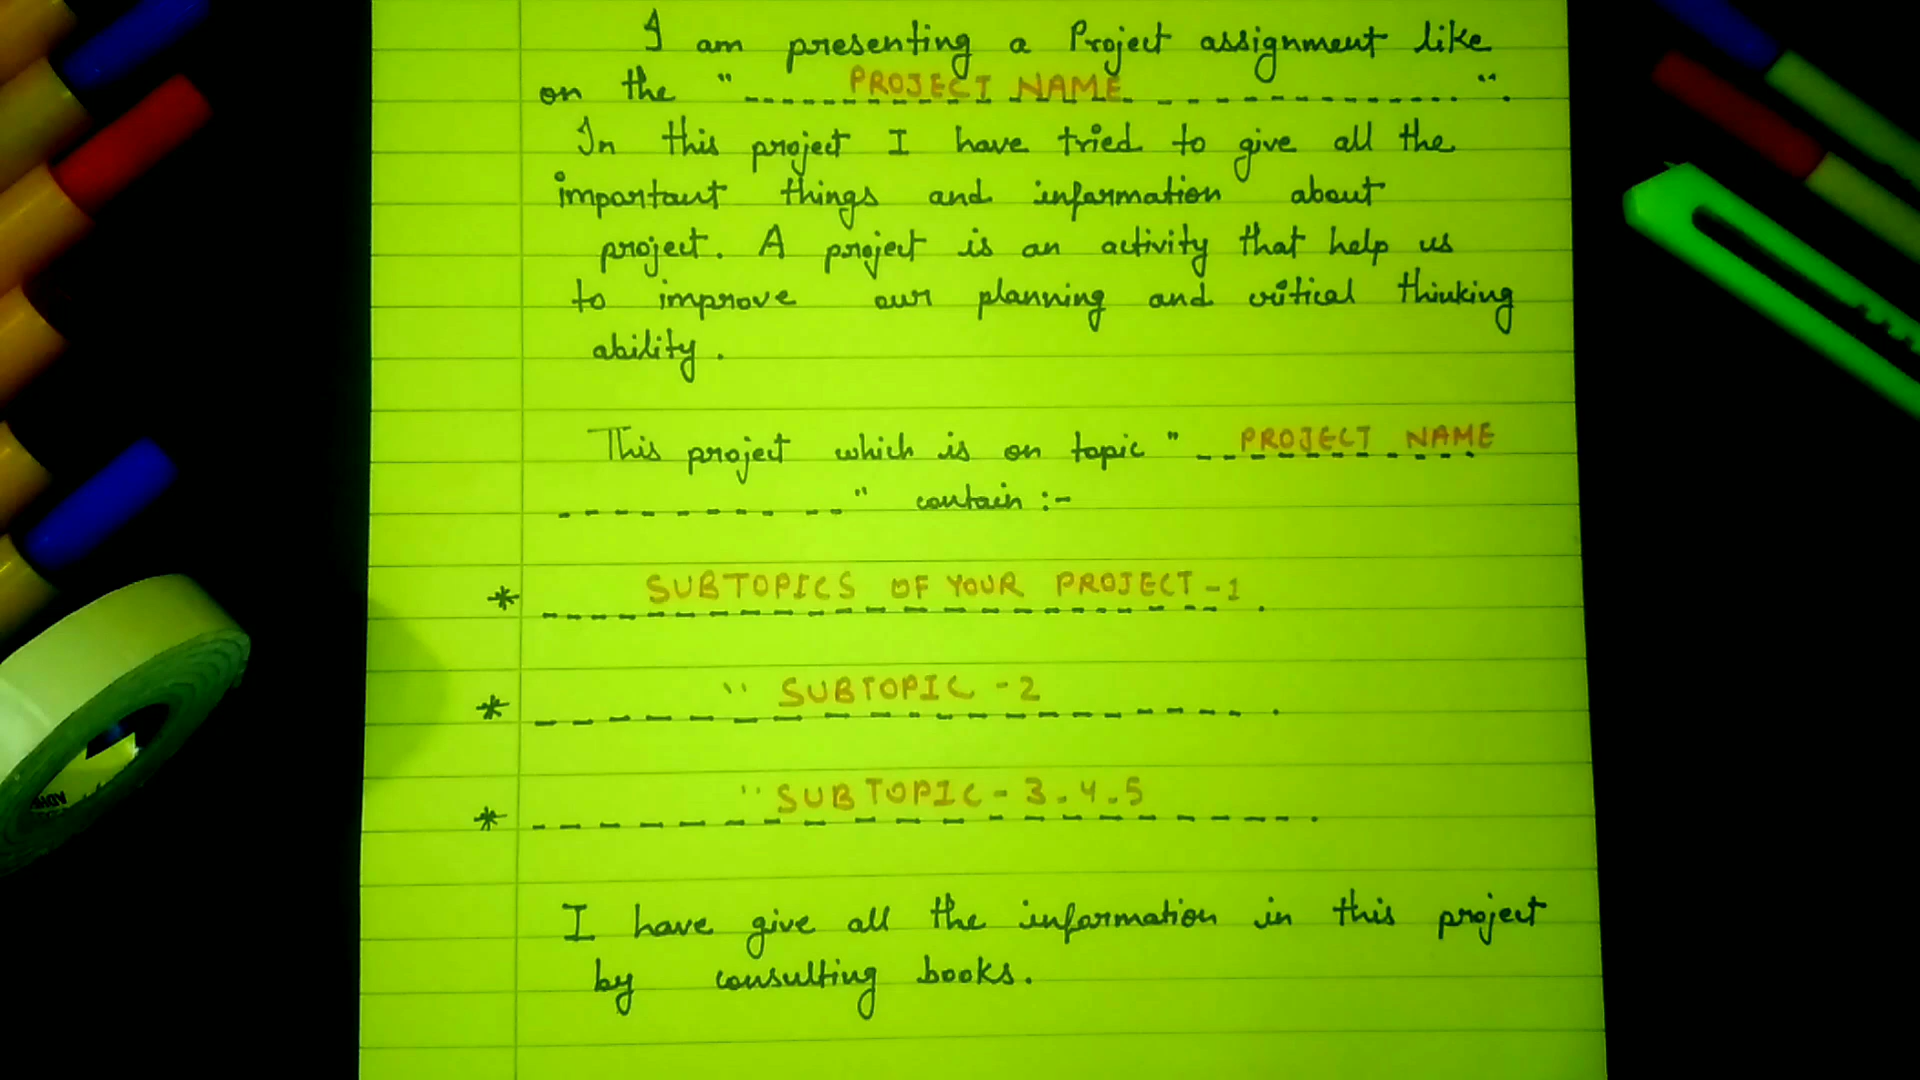 I am presenting a Project assignment like
on the " PROJECT NAME ".
In this project I have tried to give all the
important things and information about
project. A project is an activity that help us
to improve our planning and critical thinking
ability.
This project which is on topic " PROJECT NAME
" contain :-
* SUBTOPICS OF YOUR PROJECT - 1 .
* " SUBTOPIC - 2 .
* " SUBTOPIC - 3.4.5 .
I have give all the information in this project
by consulting books.